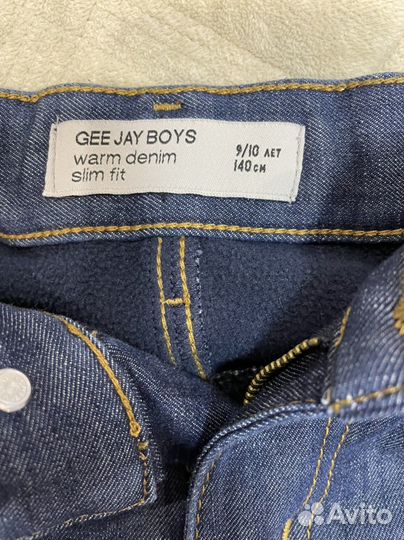 GEE JAY BOYS
warm denim
slim fit
9/10 ЛЕТ
140 см
Avito